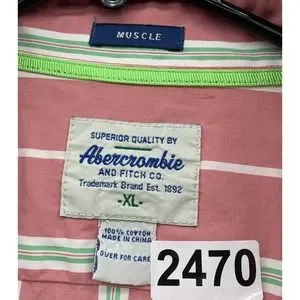 MUSCLE
SUPERIOR QUALITY BY
Abercrombie
AND FITCH CO.
Trademark Brand Est. 1892
-XL-
100% COTTON
MADE IN CHINA
OVER FOR CARE
2470